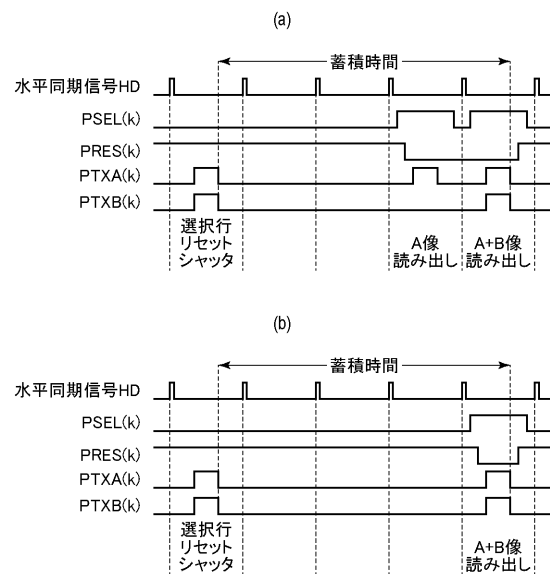 (a)
蓄積時間
水平同期信号HD
PSEL(k)
PRES(k)
PTXA(k)
PTXB(k)
選択行
リセット
シャッタ
A像
読み出し
A+B像
読み出し
(b)
蓄積時間
水平同期信号HD
PSEL(k)
PRES(k)
PTXA(k)
PTXB(k)
選択行
リセット
シャッタ
A+B像
読み出し